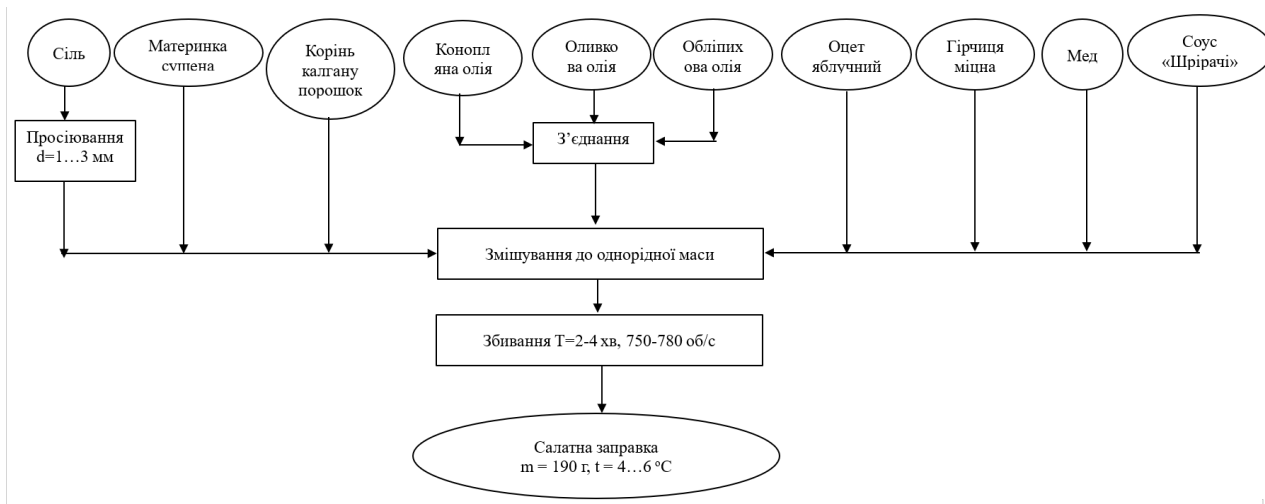 Сіль
Материнка
сушена
Корінь
калгану
порошок
Конопл
яна олія
Оливко
ва олія
Обліпих
ова олія
Оцет
яблучний
Гірчиця
міцна
Мед
Соус
«Шрірачі»
Просіювання
d=1…3 мм
З’єднання
Змішування до однорідної маси
Збивання Т=2-4 хв, 750-780 об/с
Салатна заправка
m = 190 г, t = 4…6 ºС